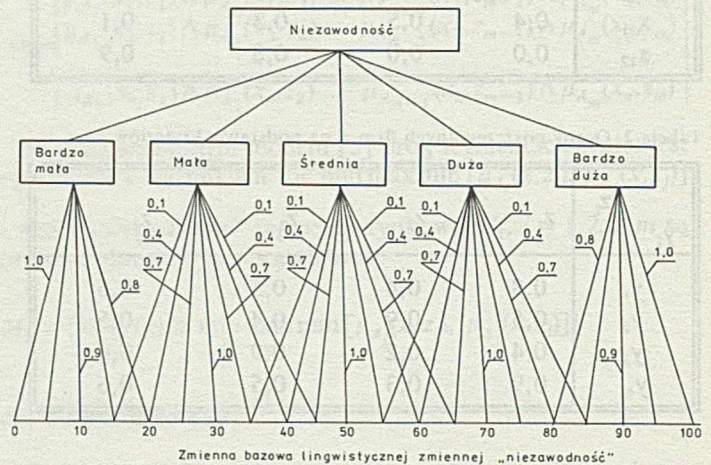 Niezawodność
Bardzo mała
Mała
Średnia
Duża
Bardzo duża
0,1 0,1 0,1 0,1 0,1 0,1
0,4 0,4 0,4 0,4 0,4 0,4 0,8
1,0 0,8 0,7 0,7 0,7 0,7 0,7 0,7 1,0
0,9 1,0 1,0 1,0 0,9
0 10 20 30 40 50 60 70 80 90 100
Zmienna bazowa lingwistycznej zmiennej „niezawodność"